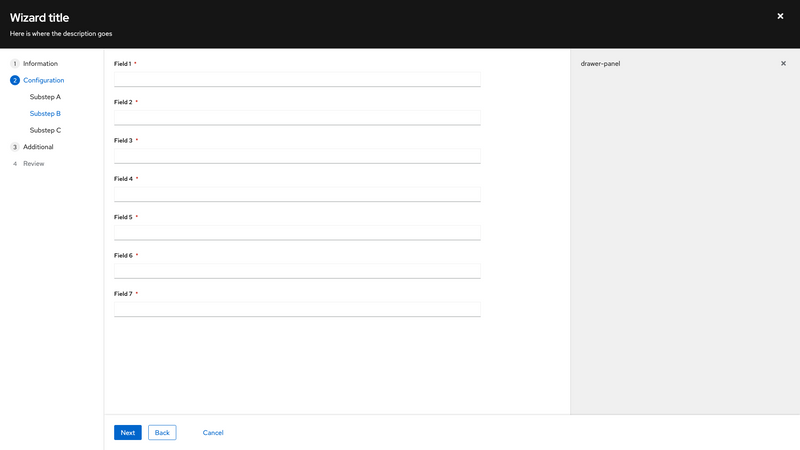 Wizard title
Here is where the description goes
1 Information
2 Configuration
Substep A
Substep B
Substep C
3 Additional
4 Review
Field 1 *
Field 2 *
Field 3 *
Field 4 *
Field 5 *
Field 6 *
Field 7 *
drawer-panel
Next
Back
Cancel